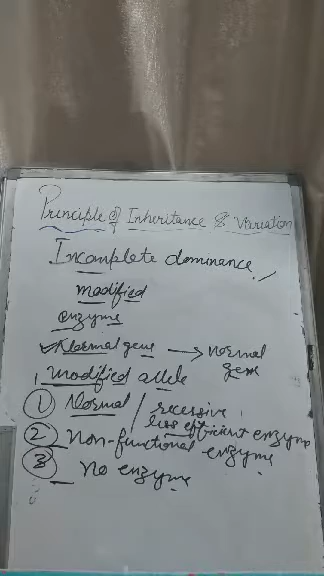 Principle of Inheritance & Variation
Incomplete dominance
modified
enzyme
Normal gene → normal gene
modified allele
① Normal / recessive, less efficient enzyme
② Non-functional enzyme
③ no enzyme